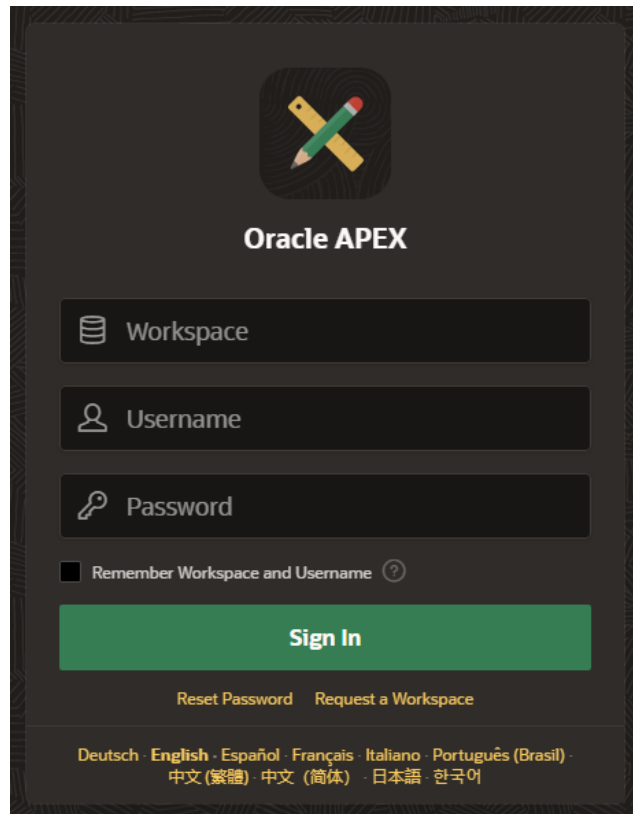 Oracle APEX
Workspace
Username
Password
Remember Workspace and Username ?
Sign In
Reset Password Request a Workspace
Deutsch · English · Español · Français · Italiano · Português (Brasil) ·
中文 (繁體) · 中文（简体） · 日本語 · 한국어